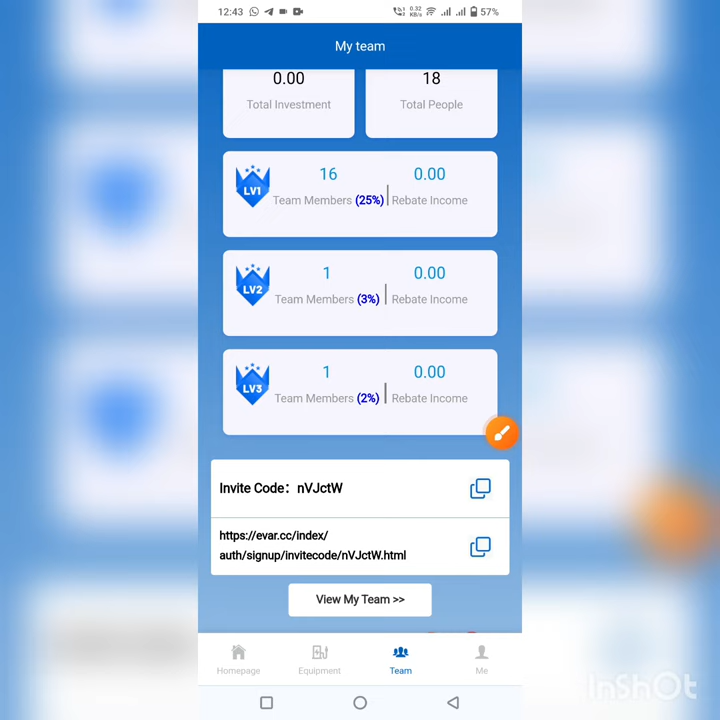 12:43
0.32
KB/s
57%
My team
0.00
18
Total Investment
Total People
LV1
16
0.00
Team Members (25%)
Rebate Income
LV2
1
0.00
Team Members (3%)
Rebate Income
LV3
1
0.00
Team Members (2%)
Rebate Income
Invite Code： nVJctW
https://evar.cc/index/
auth/signup/invitecode/nVJctW.html
View My Team >>
Homepage
Equipment
Team
Me
InShOt